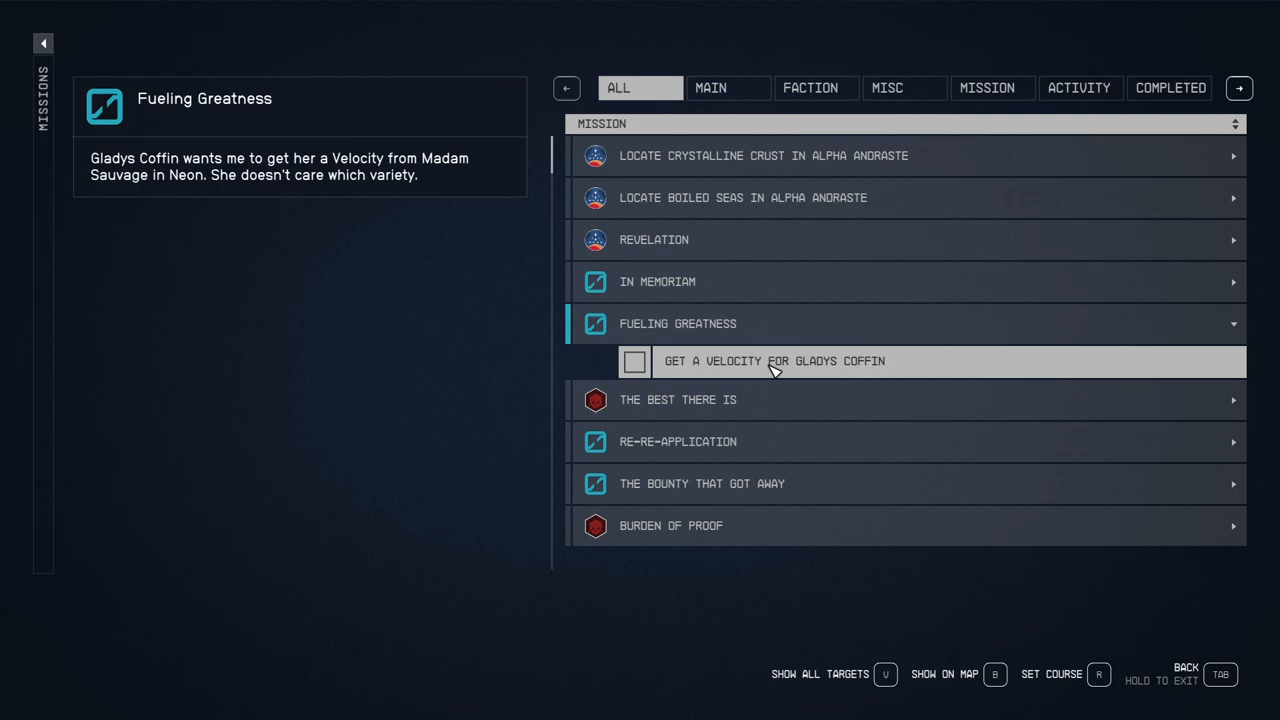 MISSIONS
Fueling Greatness
Gladys Coffin wants me to get her a Velocity from Madam
Sauvage in Neon. She doesn't care which variety.
ALL
MAIN
FACTION
MISC
MISSION
ACTIVITY
COMPLETED
MISSION
LOCATE CRYSTALLINE CRUST IN ALPHA ANDRASTE
LOCATE BOILED SEAS IN ALPHA ANDRASTE
REVELATION
IN MEMORIAM
FUELING GREATNESS
GET A VELOCITY FOR GLADYS COFFIN
THE BEST THERE IS
RE-RE-APPLICATION
THE BOUNTY THAT GOT AWAY
BURDEN OF PROOF
SHOW ALL TARGETS V
SHOW ON MAP B
SET COURSE R
BACK
HOLD TO EXIT
TAB